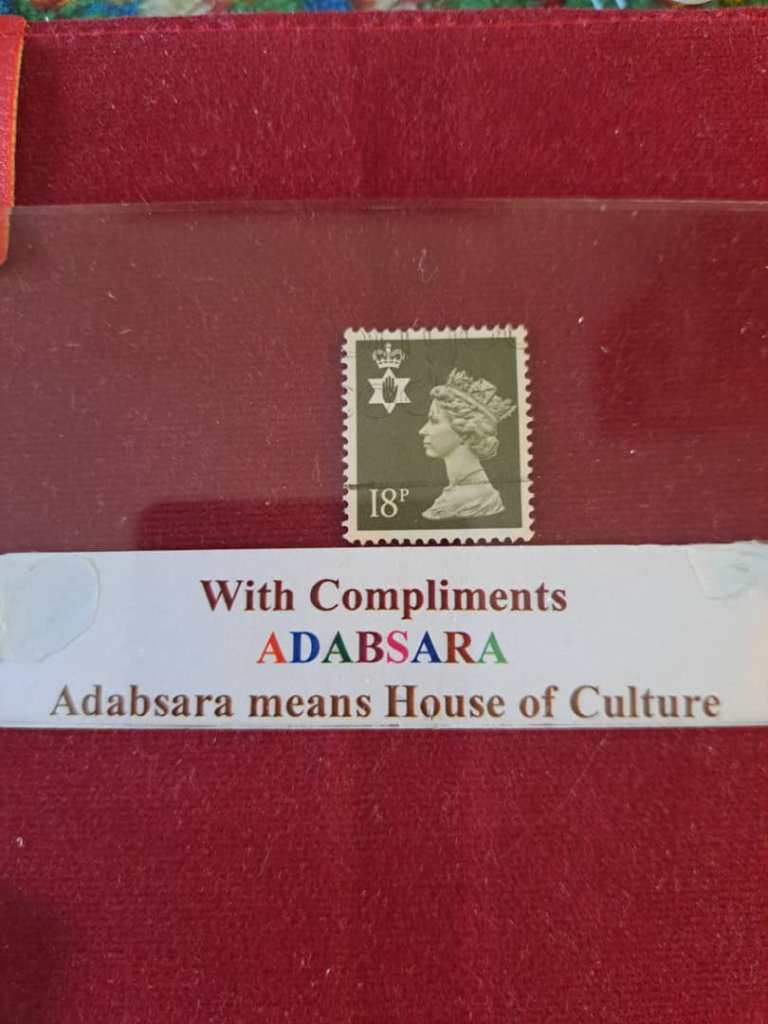 18P
With Compliments
ADABSARA
Adabsara means House of Culture